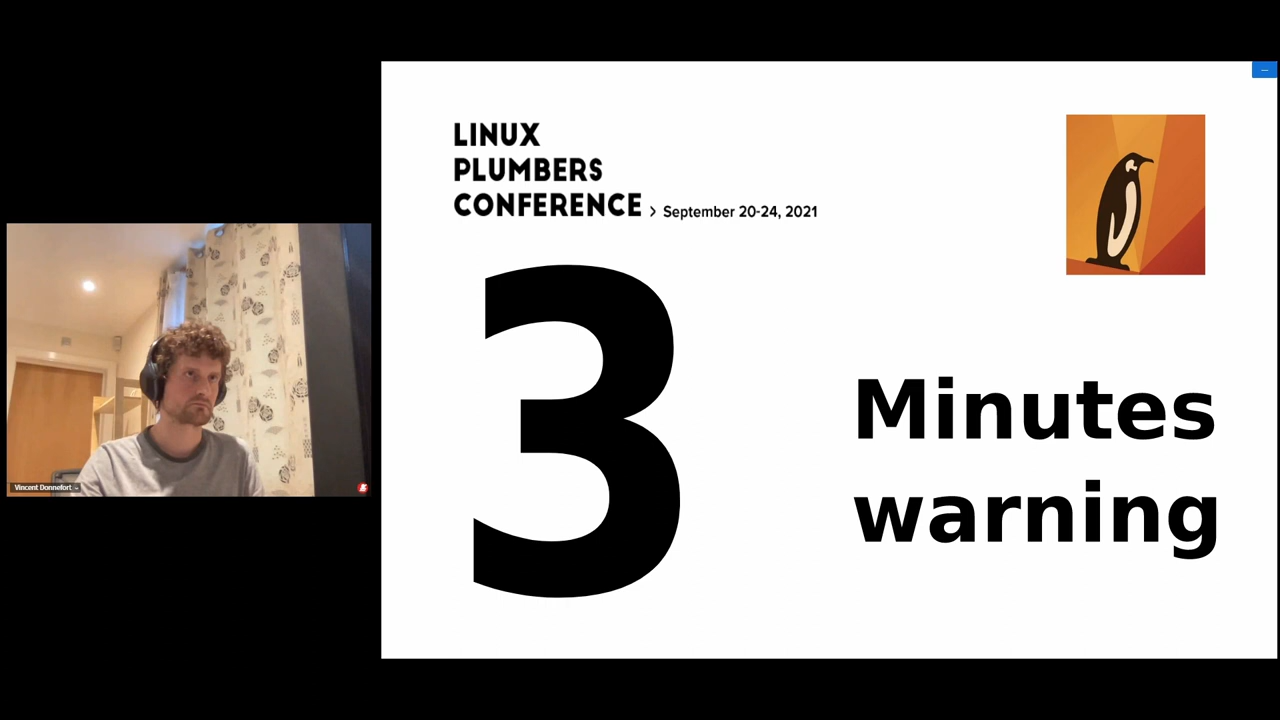 LINUX
PLUMBERS
CONFERENCE > September 20-24, 2021
3
Minutes
warning
Vincent Donnefort